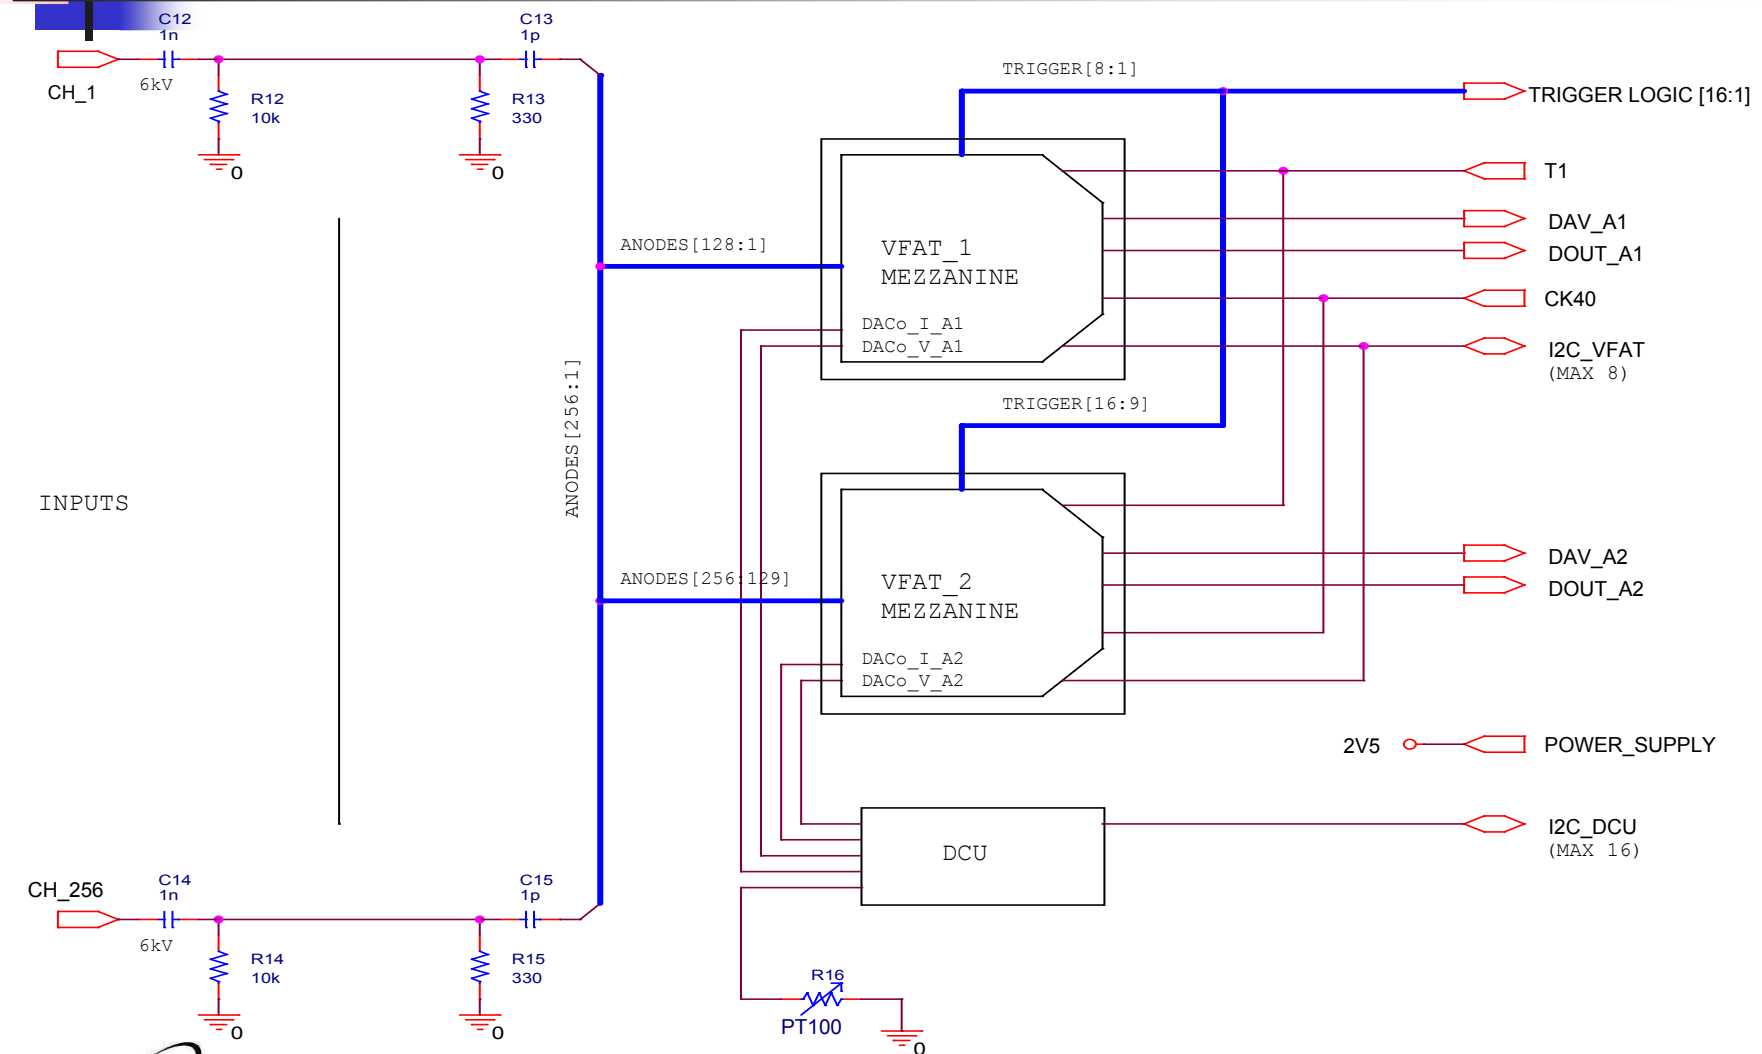 C12
1n
6kV
CH_1
R12
10k
0
C13
1p
R13
330
0
TRIGGER[8:1]
TRIGGER LOGIC [16:1]
T1
DAV_A1
DOUT_A1
CK40
I2C_VFAT
(MAX 8)
ANODES[128:1]
VFAT_1
MEZZANINE
DACo_I_A1
DACo_V_A1
ANODES[256:1]
INPUTS
TRIGGER[16:9]
ANODES[256:129]
VFAT_2
MEZZANINE
DACo_I_A2
DACo_V_A2
DAV_A2
DOUT_A2
2V5
POWER_SUPPLY
DCU
I2C_DCU
(MAX 16)
CH_256
C14
1n
6kV
R14
10k
0
C15
1p
R15
330
0
R16
PT100
0